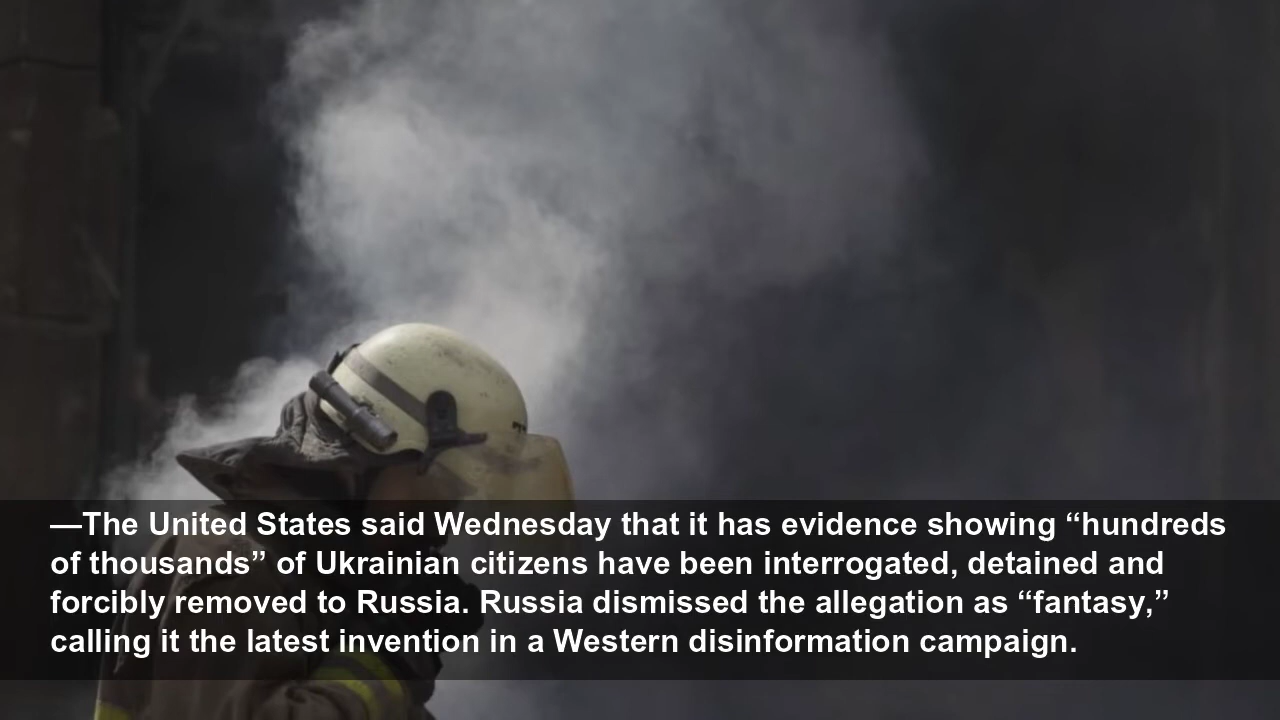 —The United States said Wednesday that it has evidence showing “hundreds
of thousands” of Ukrainian citizens have been interrogated, detained and
forcibly removed to Russia. Russia dismissed the allegation as “fantasy,”
calling it the latest invention in a Western disinformation campaign.